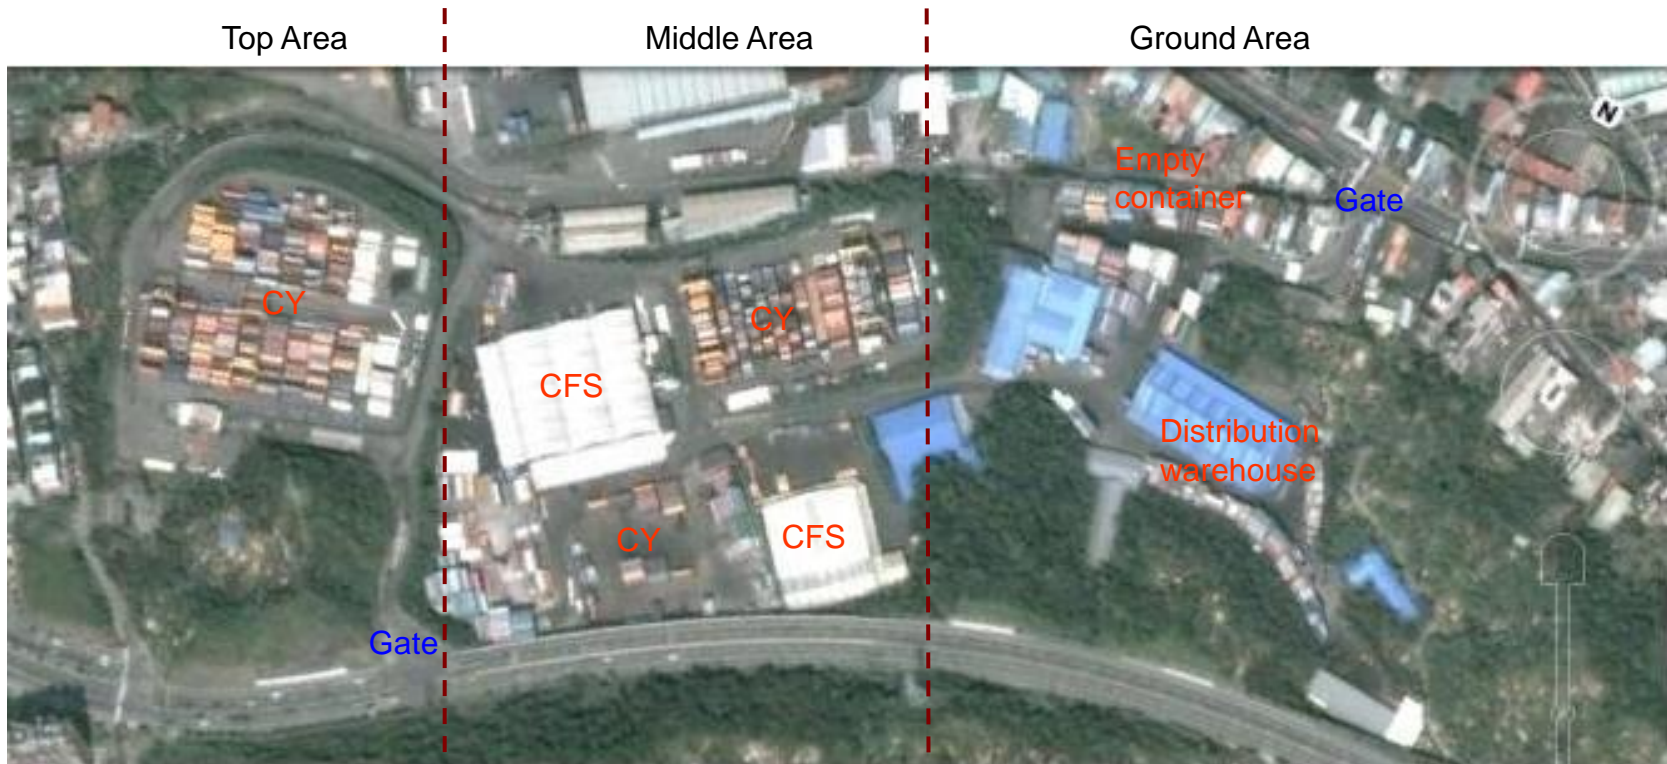 Top Area
Middle Area
Ground Area
N
Empty
container
Gate
CY
CY
CFS
Distribution
warehouse
CY
CFS
Gate